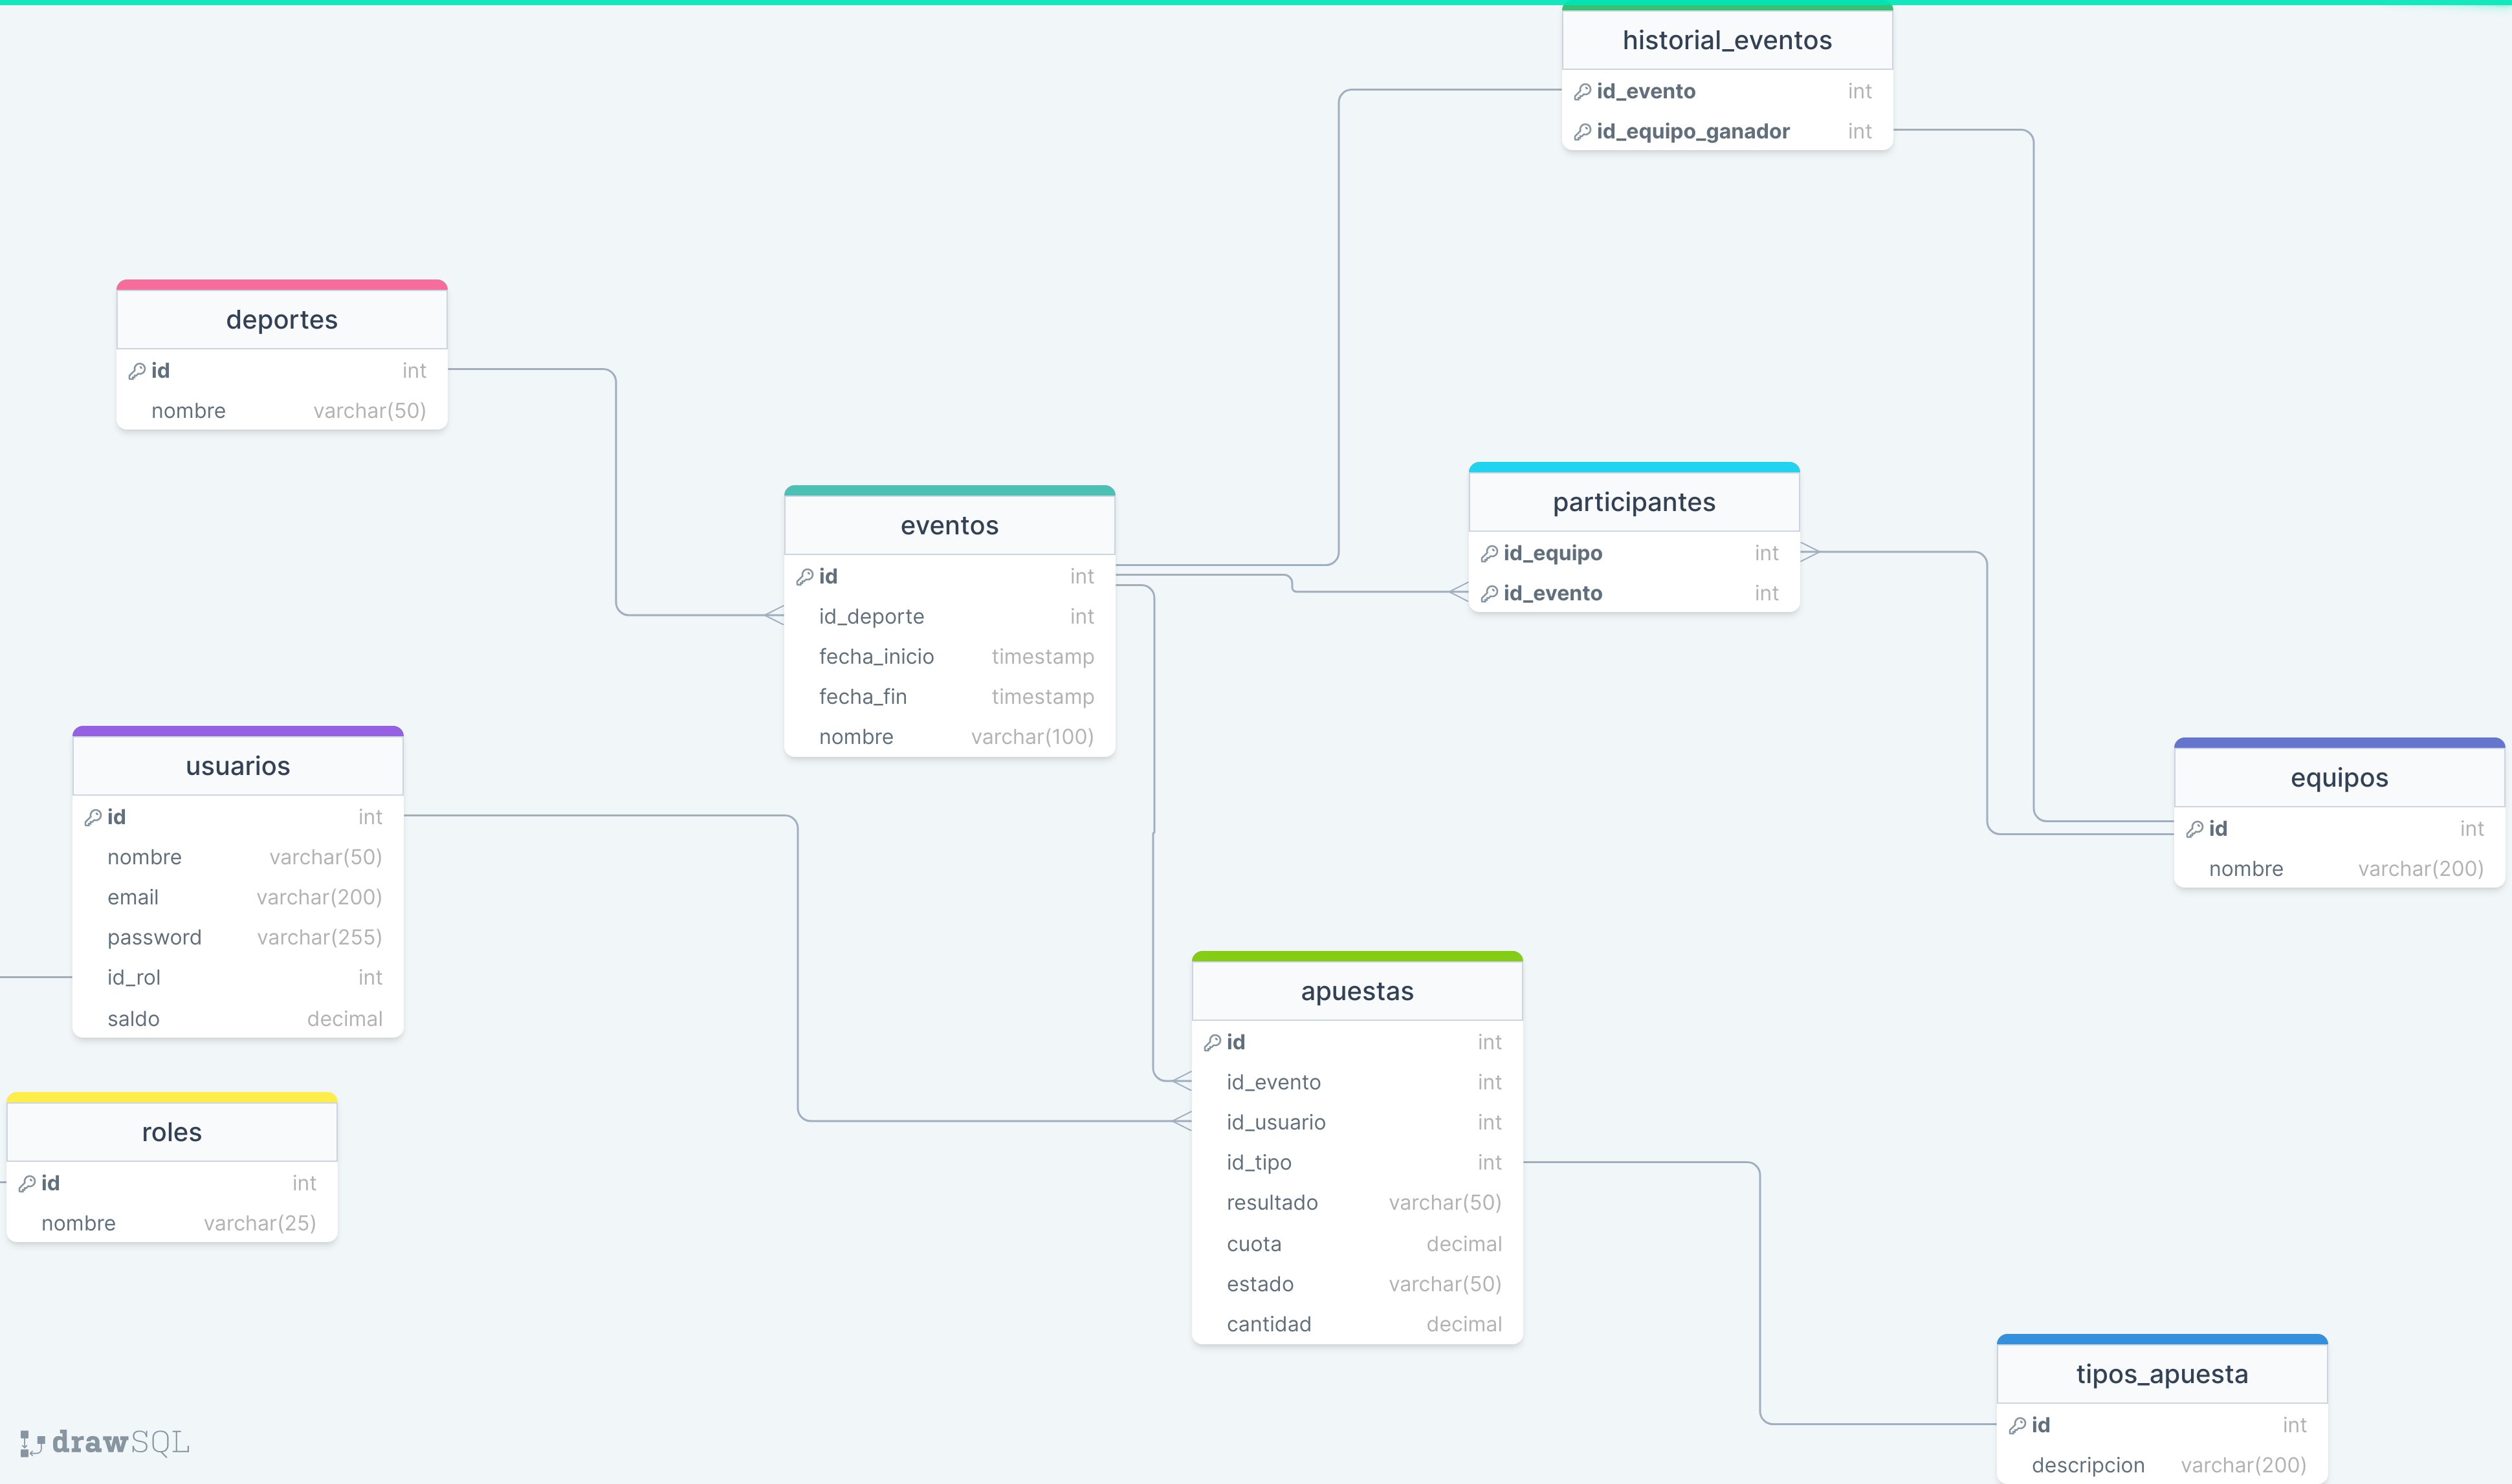 historial_eventos
id_evento int
id_equipo_ganador int
deportes
id int
nombre varchar(50)
eventos
id int
id_deporte int
fecha_inicio timestamp
fecha_fin timestamp
nombre varchar(100)
participantes
id_equipo int
id_evento int
usuarios
id int
nombre varchar(50)
email varchar(200)
password varchar(255)
id_rol int
saldo decimal
equipos
id int
nombre varchar(200)
apuestas
id int
id_evento int
id_usuario int
id_tipo int
resultado varchar(50)
cuota decimal
estado varchar(50)
cantidad decimal
roles
id int
nombre varchar(25)
tipos_apuesta
id int
descripcion varchar(200)
drawSQL